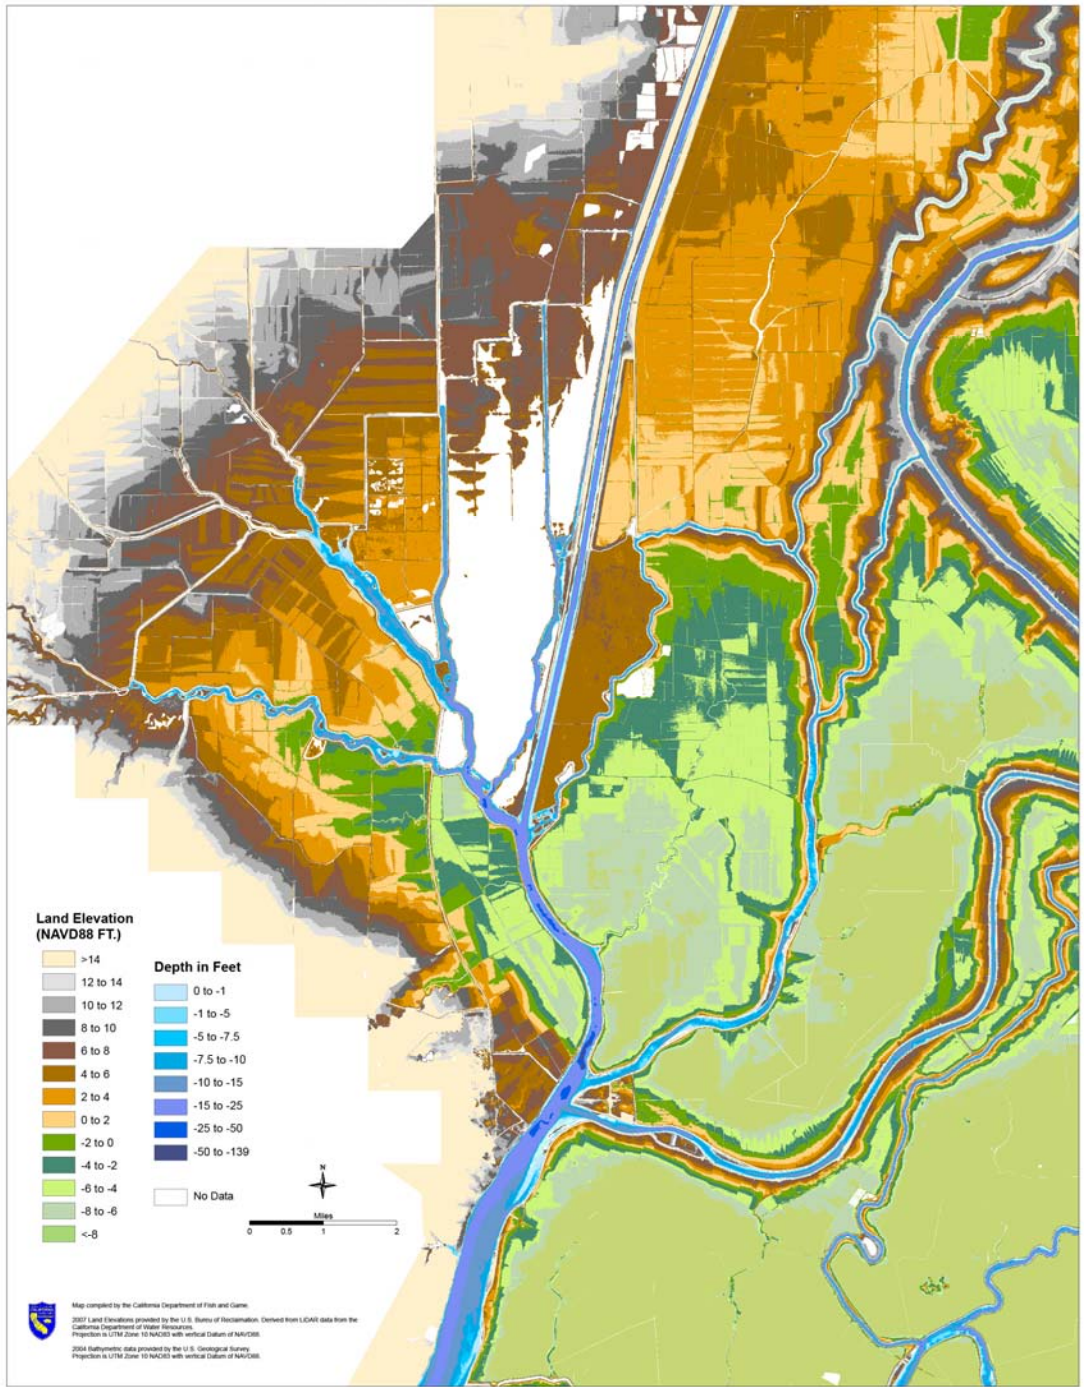 Land Elevation
(NAVD88 FT.)
>14
12 to 14
10 to 12
8 to 10
6 to 8
4 to 6
2 to 4
0 to 2
-2 to 0
-4 to -2
-6 to -4
-8 to -6
<-8
Depth in Feet
0 to -1
-1 to -5
-5 to -7.5
-7.5 to -10
-10 to -15
-15 to -25
-25 to -50
-50 to -139
No Data
N
Miles
0 0.5 1 2
Map compiled by the California Department of Fish and Game.
2007 Land Elevations provided by the U.S. Bureu of Reclamation. Derived from LiDAR data from the
California Department of Water Resources.
Projection is UTM Zone 10 NAD83 with vertical Datum of NAVD88.
2004 Bathymetric data provided by the U.S. Geological Survey.
Projection is UTM Zone 10 NAD83 with vertical Datum of NAVD88.